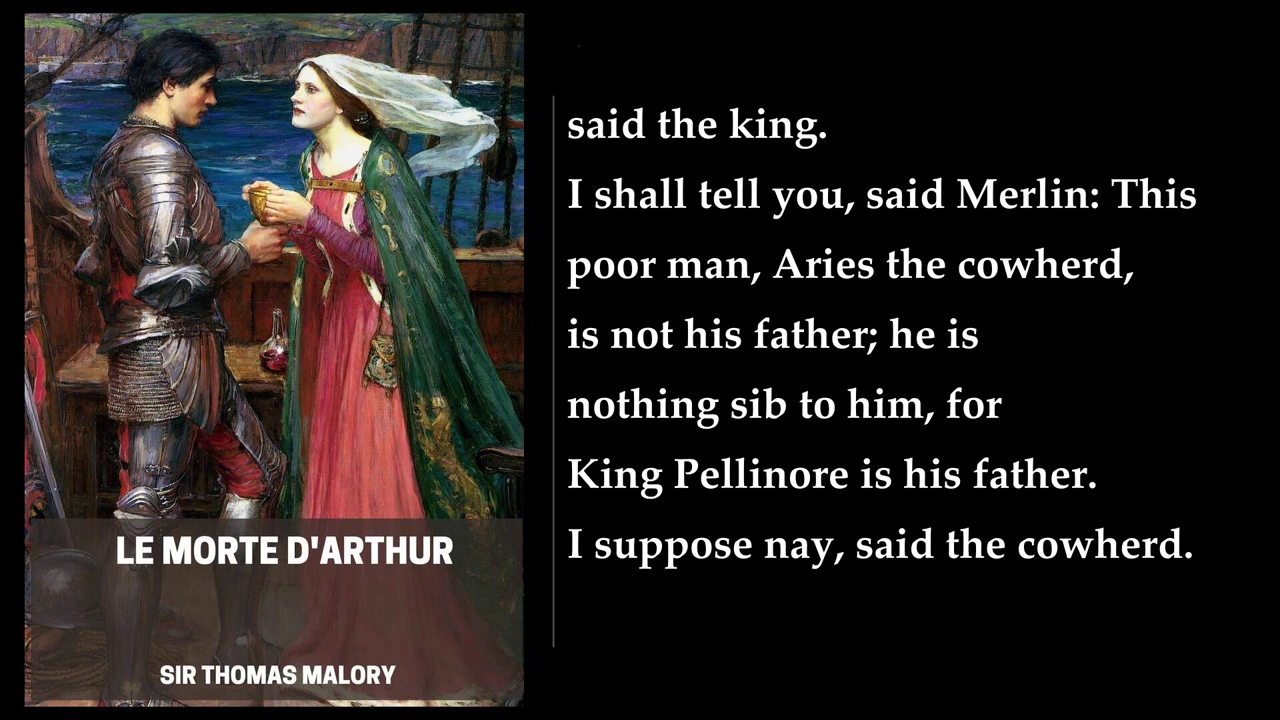 LE MORTE D'ARTHUR
SIR THOMAS MALORY
said the king.
I shall tell you, said Merlin: This
poor man, Aries the cowherd,
is not his father; he is
nothing sib to him, for
King Pellinore is his father.
I suppose nay, said the cowherd.